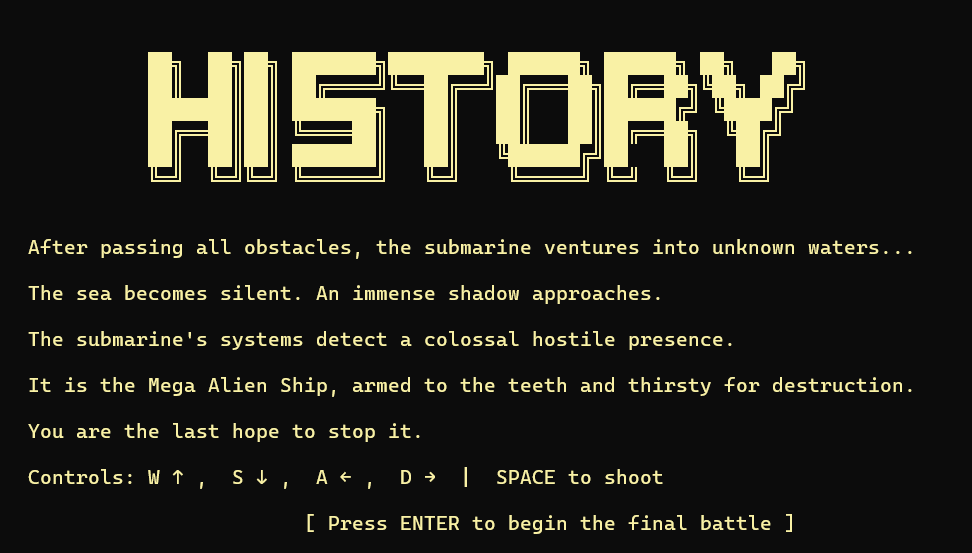 HISTORY
After passing all obstacles, the submarine ventures into unknown waters...
The sea becomes silent. An immense shadow approaches.
The submarine's systems detect a colossal hostile presence.
It is the Mega Alien Ship, armed to the teeth and thirsty for destruction.
You are the last hope to stop it.
Controls: W ↑ ,  S ↓ ,  A ← ,  D →  |  SPACE to shoot
[ Press ENTER to begin the final battle ]